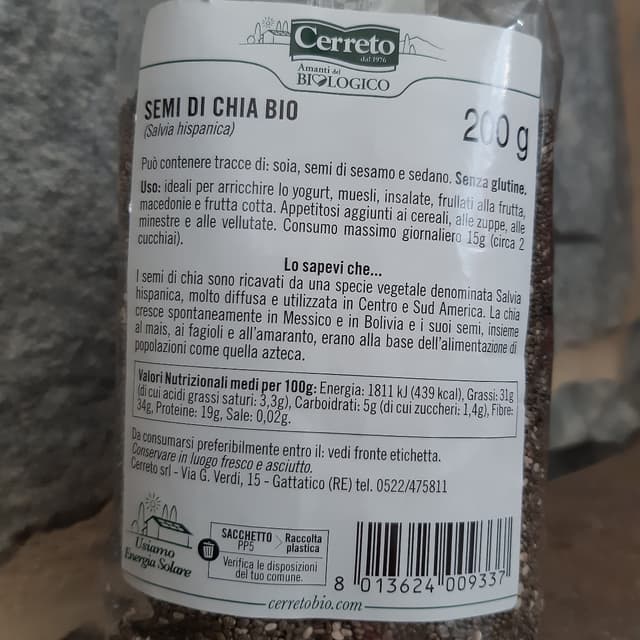 Cerreto
dal 1976
Amanti del
BIOLOGICO
SEMI DI CHIA BIO
(Salvia hispanica)
200 g
Può contenere tracce di: soia, semi di sesamo e sedano. Senza glutine.
Uso: ideali per arricchire lo yogurt, muesli, insalate, frullati alla frutta,
macedonie e frutta cotta. Appetitosi aggiunti ai cereali, alle zuppe, alle
minestre e alle vellutate. Consumo massimo giornaliero 15g (circa 2
cucchiai).
Lo sapevi che...
I semi di chia sono ricavati da una specie vegetale denominata Salvia
hispanica, molto diffusa e utilizzata in Centro e Sud America. La chia
cresce spontaneamente in Messico e in Bolivia e i suoi semi, insieme
al mais, ai fagioli e all'amaranto, erano alla base dell'alimentazione di
popolazioni come quella azteca.
Valori Nutrizionali medi per 100g: Energia: 1811 kJ (439 kcal), Grassi: 31g
(di cui acidi grassi saturi: 3,3g), Carboidrati: 5g (di cui zuccheri: 1,4g), Fibre:
34g, Proteine: 19g, Sale: 0,02g.
Da consumarsi preferibilmente entro il: vedi fronte etichetta.
Conservare in luogo fresco e asciutto.
Cerreto srl - Via G. Verdi, 15 - Gattatico (RE) tel. 0522/475811
Usiamo
Energia Solare
SACCHETTO
PP5
Raccolta
plastica
Verifica le disposizioni
del tuo comune.
8 013624 009337
cerretobio.com